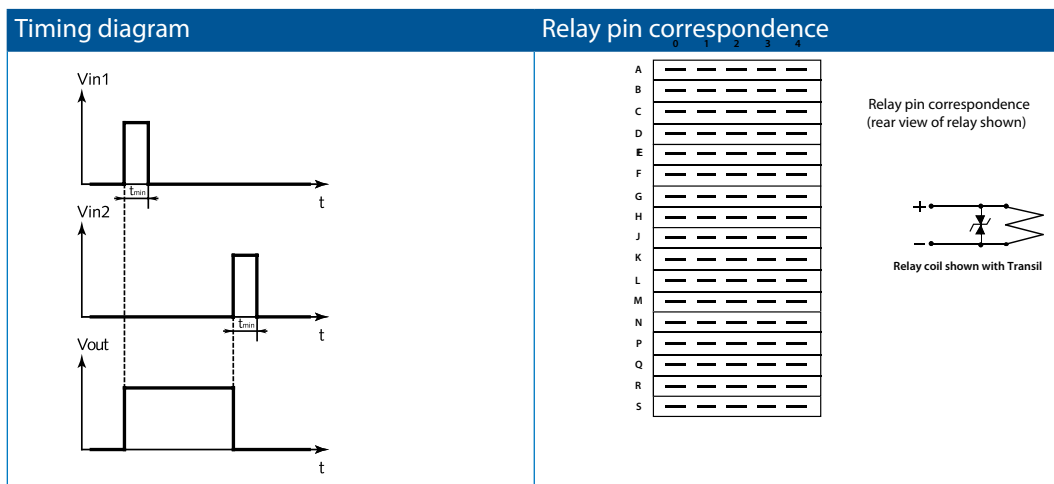 Timing diagram
Vin1
tmin
t
Vin2
tmin
t
Vout
t
Relay pin correspondence
0 1 2 3 4
A
B
C
D
E
F
G
H
J
K
L
M
N
P
Q
R
S
Relay pin correspondence
(rear view of relay shown)
+
−
Relay coil shown with Transil